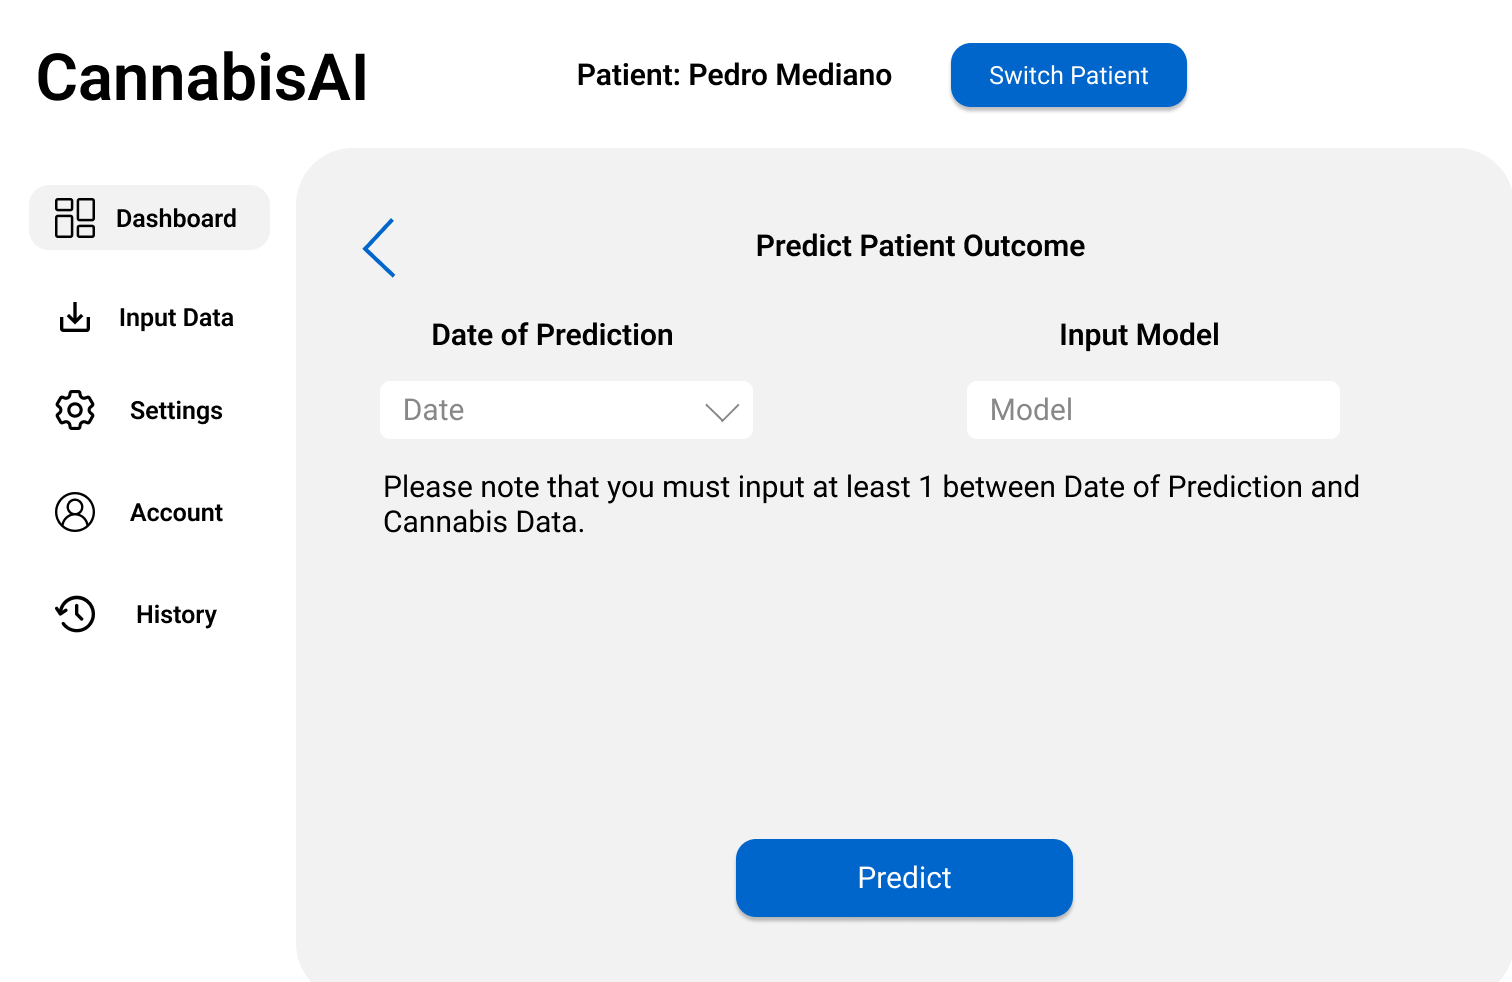 CannabisAI
Patient: Pedro Mediano
Switch Patient
Dashboard
Input Data
Settings
Account
History
Predict Patient Outcome
Date of Prediction
Input Model
Date
Model
Please note that you must input at least 1 between Date of Prediction and
Cannabis Data.
Predict